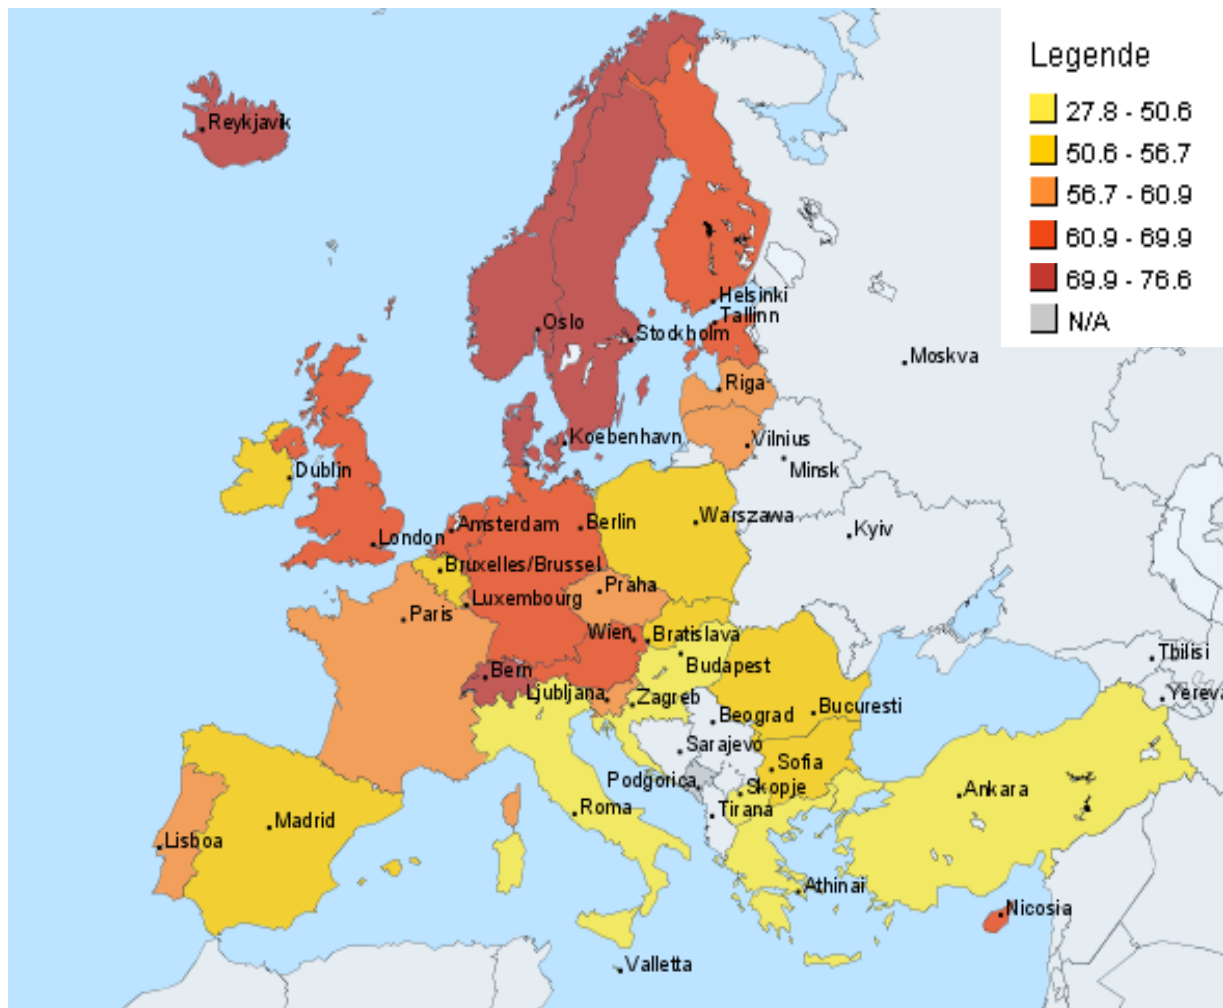 Legende
27.8 - 50.6
50.6 - 56.7
56.7 - 60.9
60.9 - 69.9
69.9 - 76.6
N/A
Reykjavik
Helsinki
Tallinn
Oslo
Stockholm
Moskva
Riga
Koebenhavn
Vilnius
Minsk
Dublin
Amsterdam
Berlin
Warszawa
London
Kyiv
Bruxelles/Brussel
Praha
Luxembourg
Paris
Wien
Bratislava
Budapest
Tbilisi
Bern
Ljubljana
Zagreb
Yereva
Beograd
Bucuresti
Sarajevo
Sofia
Podgorica
Skopje
Ankara
Tirana
Roma
Madrid
Lisboa
Athinai
Nicosia
Valletta